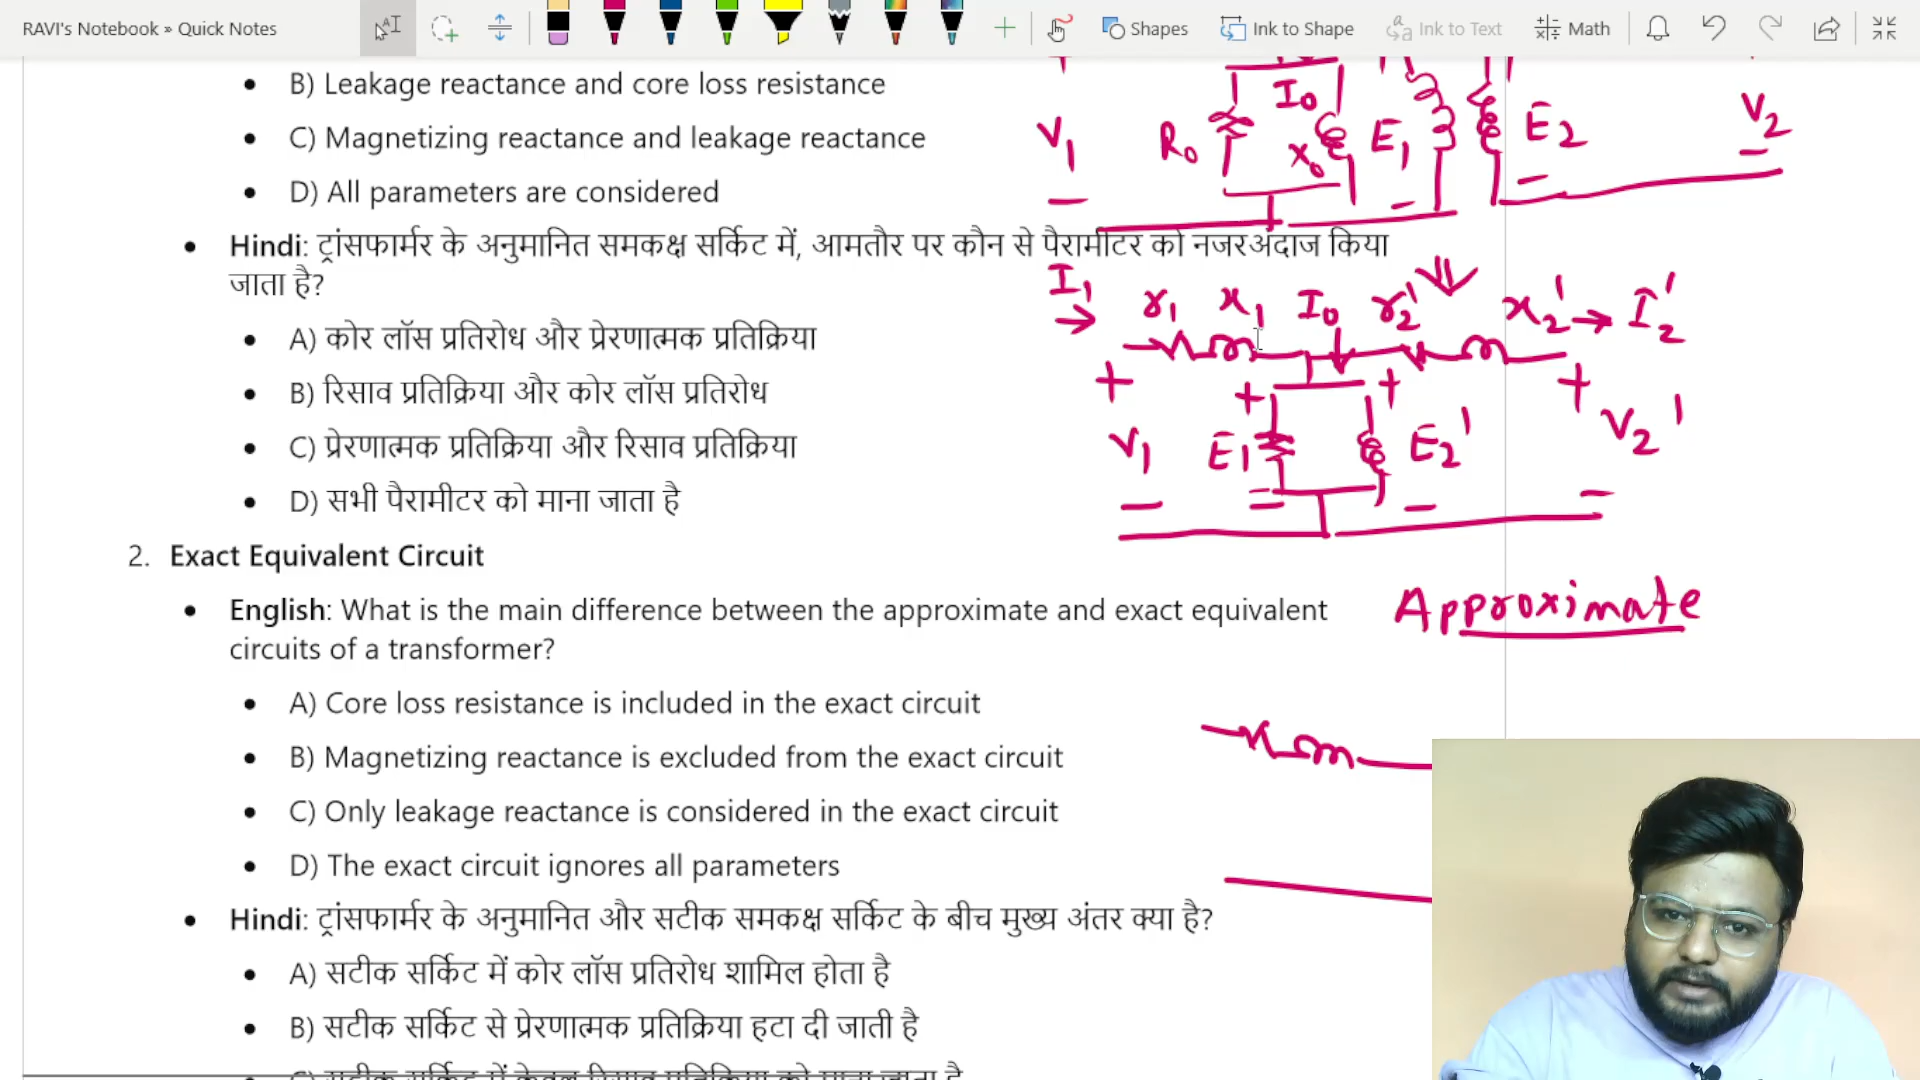 RAVI's Notebook » Quick Notes
Shapes
Ink to Shape
Ink to Text
Math
• B) Leakage reactance and core loss resistance
• C) Magnetizing reactance and leakage reactance
• D) All parameters are considered
V1 R0 I0 X0 E1 E2 V2
• Hindi: ट्रांसफार्मर के अनुमानित समकक्ष सर्किट में, आमतौर पर कौन से पैरामीटर को नजरअंदाज किया
जाता है?
• A) कोर लॉस प्रतिरोध और प्रेरणात्मक प्रतिक्रिया
• B) रिसाव प्रतिक्रिया और कोर लॉस प्रतिरोध
• C) प्रेरणात्मक प्रतिक्रिया और रिसाव प्रतिक्रिया
• D) सभी पैरामीटर को माना जाता है
I1 → r1 x1 I0 r2' x2' → I2'
+ + + +
V1 E1 E2' V2'
2. Exact Equivalent Circuit
• English: What is the main difference between the approximate and exact equivalent
circuits of a transformer?
Approximate
• A) Core loss resistance is included in the exact circuit
• B) Magnetizing reactance is excluded from the exact circuit
• C) Only leakage reactance is considered in the exact circuit
• D) The exact circuit ignores all parameters
• Hindi: ट्रांसफार्मर के अनुमानित और सटीक समकक्ष सर्किट के बीच मुख्य अंतर क्या है?
• A) सटीक सर्किट में कोर लॉस प्रतिरोध शामिल होता है
• B) सटीक सर्किट से प्रेरणात्मक प्रतिक्रिया हटा दी जाती है